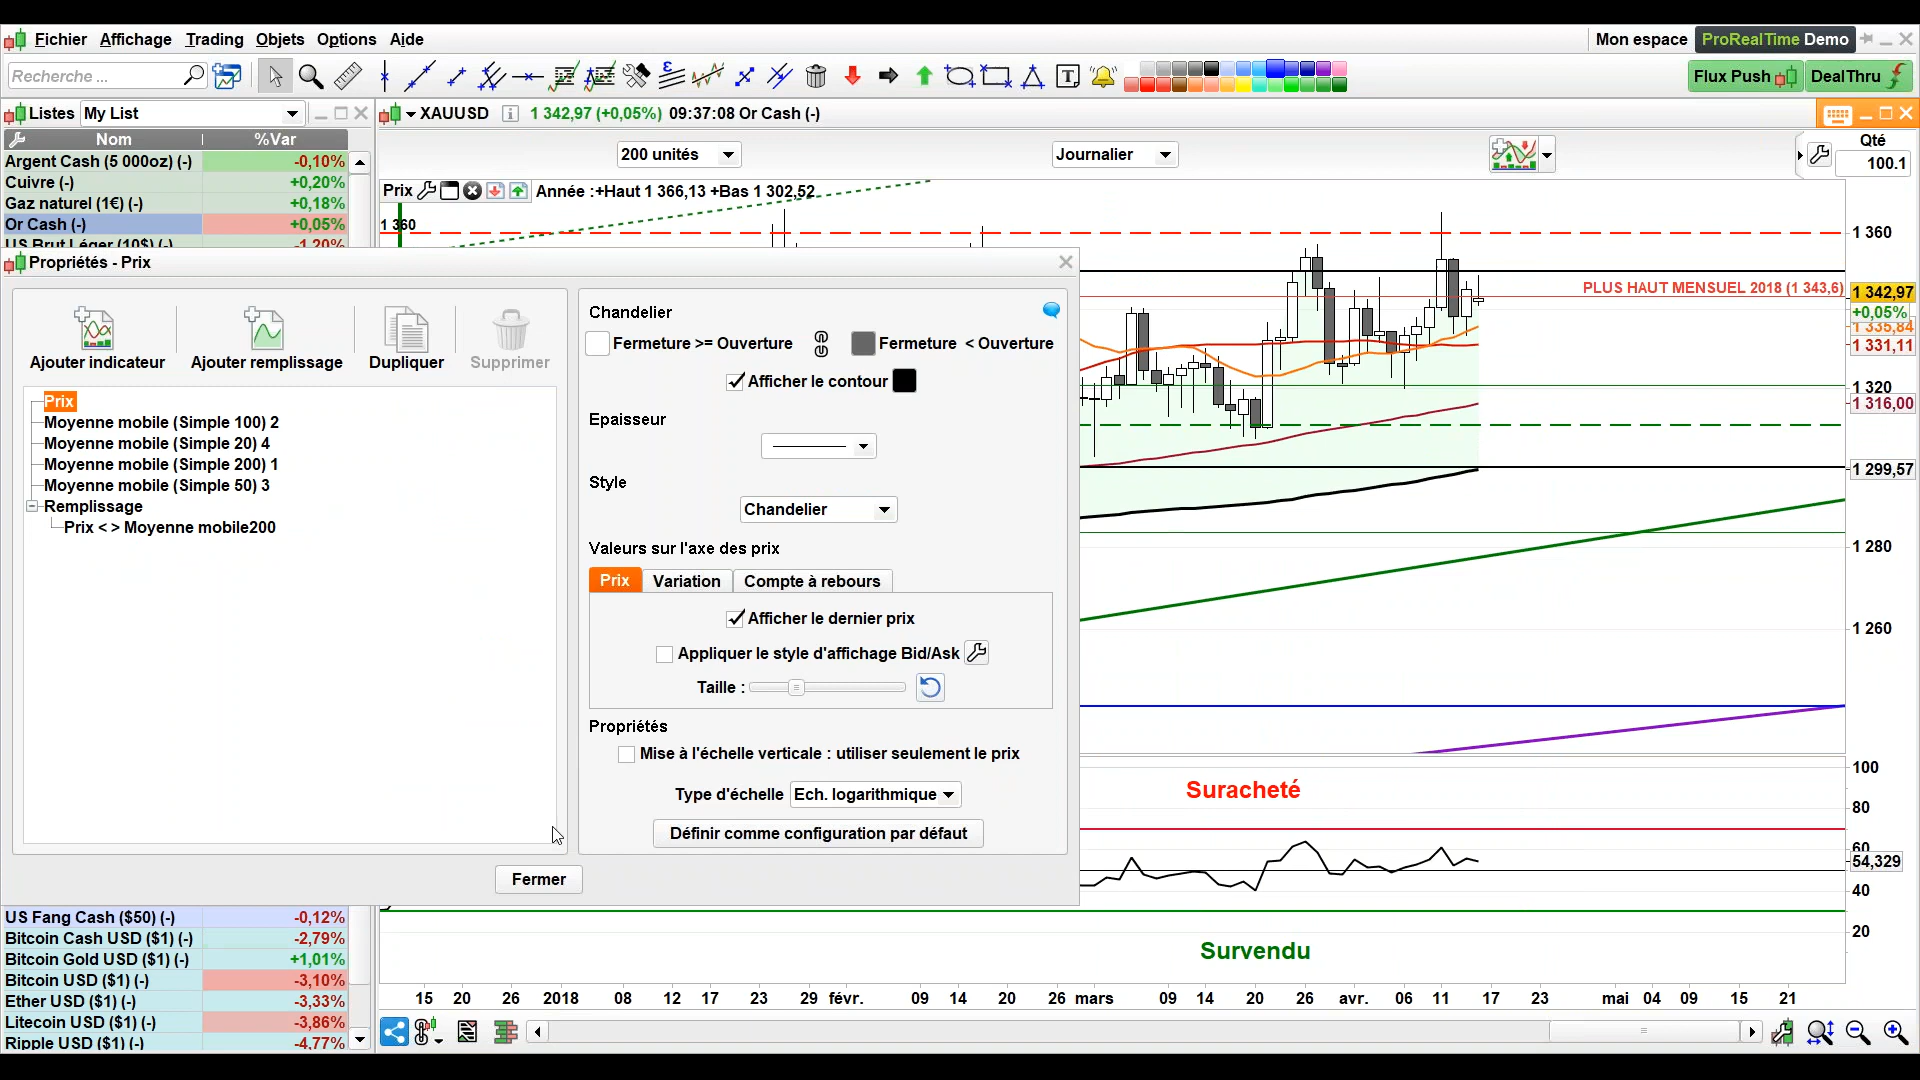 Fichier Affichage Trading Objets Options Aide
Mon espace ProRealTime Demo
Recherche ...
T
Flux Push DealThru
Listes My List
XAUUSD i 1 342,97 (+0,05%) 09:37:08 Or Cash (-)
Nom %Var
Argent Cash (5 000oz) (-) -0,10%
Cuivre (-) +0,20%
Gaz naturel (1€) (-) +0,18%
Or Cash (-) +0,05%
US Brut Léger (10$) (-) -1,20%
200 unités
Journalier
Qté
100.1
Prix Année :+Haut 1 366,13 +Bas 1 302,52
1 360
Propriétés - Prix
Ajouter indicateur
Ajouter remplissage
Dupliquer
Supprimer
Prix
Moyenne mobile (Simple 100) 2
Moyenne mobile (Simple 20) 4
Moyenne mobile (Simple 200) 1
Moyenne mobile (Simple 50) 3
Remplissage
Prix <> Moyenne mobile200
Chandelier
Fermeture >= Ouverture
Fermeture < Ouverture
Afficher le contour
Epaisseur
Style
Chandelier
Valeurs sur l'axe des prix
Prix Variation Compte à rebours
Afficher le dernier prix
Appliquer le style d'affichage Bid/Ask
Taille :
Propriétés
Mise à l'échelle verticale : utiliser seulement le prix
Type d'échelle Ech. logarithmique
Définir comme configuration par défaut
Fermer
PLUS HAUT MENSUEL 2018 (1 343,6)
1 360
1 342,97
+0,05%
1 335,84
1 331,11
1 320
1 316,00
1 299,57
1 280
1 260
100
80
60
54,329
40
20
Suracheté
Survendu
US Fang Cash ($50) (-) -0,12%
Bitcoin Cash USD ($1) (-) -2,79%
Bitcoin Gold USD ($1) (-) +1,01%
Bitcoin USD ($1) (-) -3,10%
Ether USD ($1) (-) -3,33%
Litecoin USD ($1) (-) -3,86%
Ripple USD ($1) (-) -4,77%
15 20 26 2018 08 12 17 23 29 févr. 09 14 20 26 mars 09 14 20 26 avr. 06 11 17 23 mai 04 09 15 21